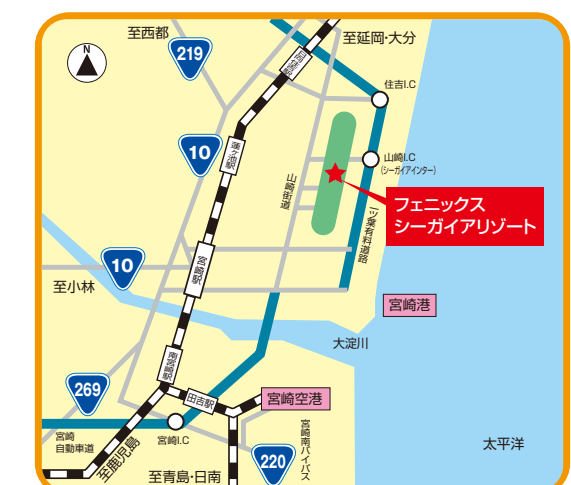 至西都
至延岡・大分
N
219
日向住吉駅
住吉I.C
10
蓮ヶ池駅
山崎I.C
(シーガイアインター)
山崎街道
フェニックス
シーガイアリゾート
一ツ葉有料道路
宮崎駅
10
至小林
宮崎港
大淀川
南宮崎駅
269
田吉駅
宮崎空港
宮崎
自動車道
宮崎I.C
至鹿児島
宮崎南バイパス
太平洋
220
至青島・日南